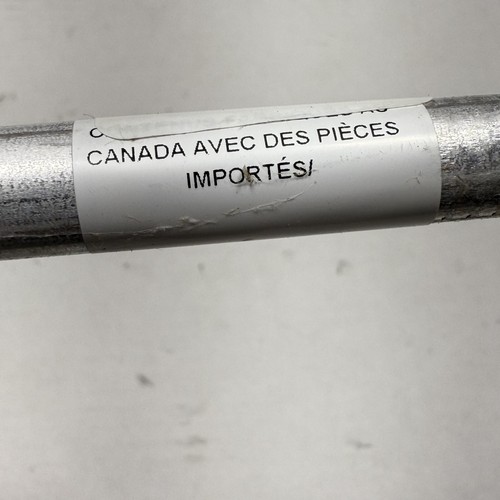 CANADA AVEC DES PIÈCES
IMPORTÉS/